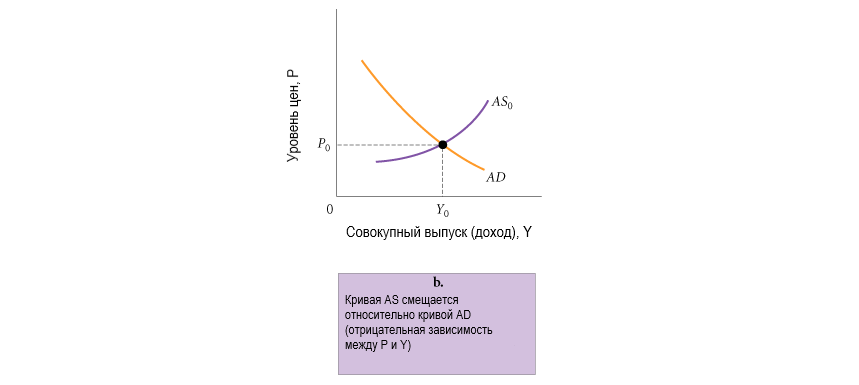 Уровень цен, P
AS0
P0
AD
0
Y0
Совокупный выпуск (доход), Y
b.
Кривая AS смещается
относительно кривой AD
(отрицательная зависимость
между P и Y)